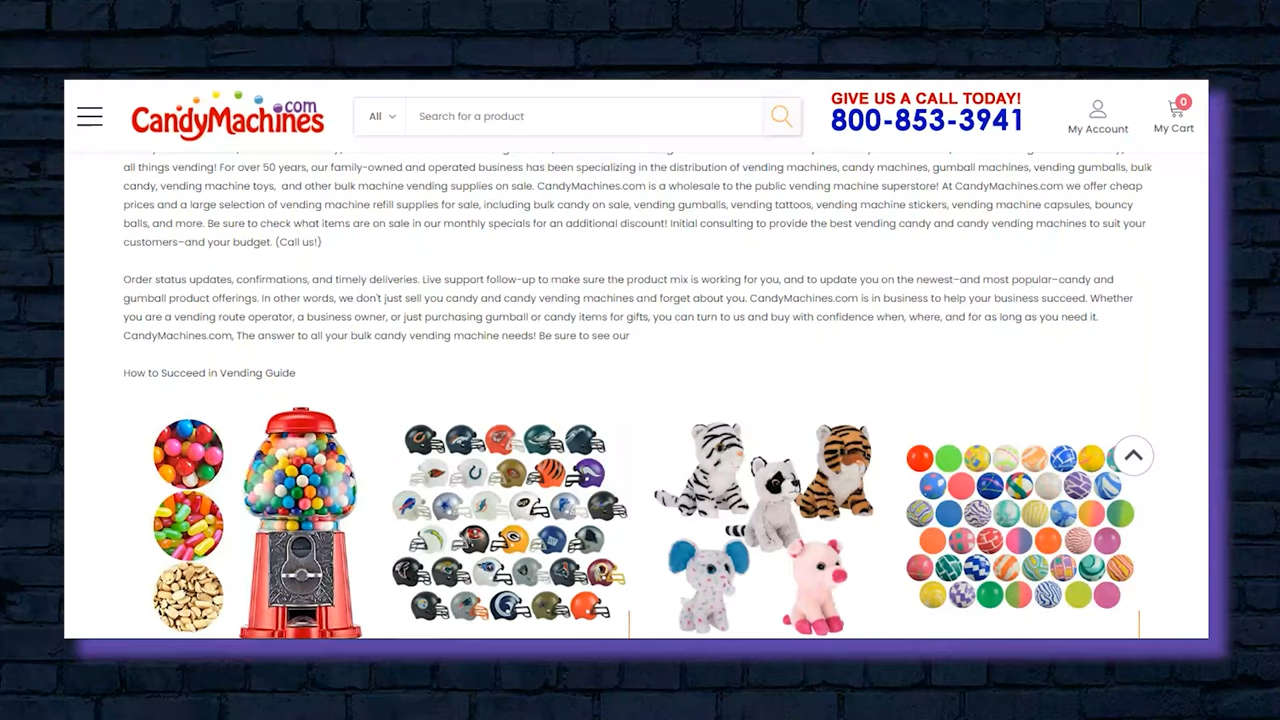 CandyMachines.com
All
Search for a product
GIVE US A CALL TODAY!
800-853-3941
My Account
0
My Cart
all things vending! For over 50 years, our family-owned and operated business has been specializing in the distribution of vending machines, candy machines, gumball machines, vending gumballs, bulk
candy, vending machine toys, and other bulk machine vending supplies on sale. CandyMachines.com is a wholesale to the public vending machine superstore! At CandyMachines.com we offer cheap
prices and a large selection of vending machine refill supplies for sale, including bulk candy on sale, vending gumballs, vending tattoos, vending machine stickers, vending machine capsules, bouncy
balls, and more. Be sure to check what items are on sale in our monthly specials for an additional discount! Initial consulting to provide the best vending candy and candy vending machines to suit your
customers–and your budget. (Call us!)
Order status updates, confirmations, and timely deliveries. Live support follow-up to make sure the product mix is working for you, and to update you on the newest–and most popular–candy and
gumball product offerings. In other words, we don't just sell you candy and candy vending machines and forget about you. CandyMachines.com is in business to help your business succeed. Whether
you are a vending route operator, a business owner, or just purchasing gumball or candy items for gifts, you can turn to us and buy with confidence when, where, and for as long as you need it.
CandyMachines.com, The answer to all your bulk candy vending machine needs! Be sure to see our
How to Succeed in Vending Guide